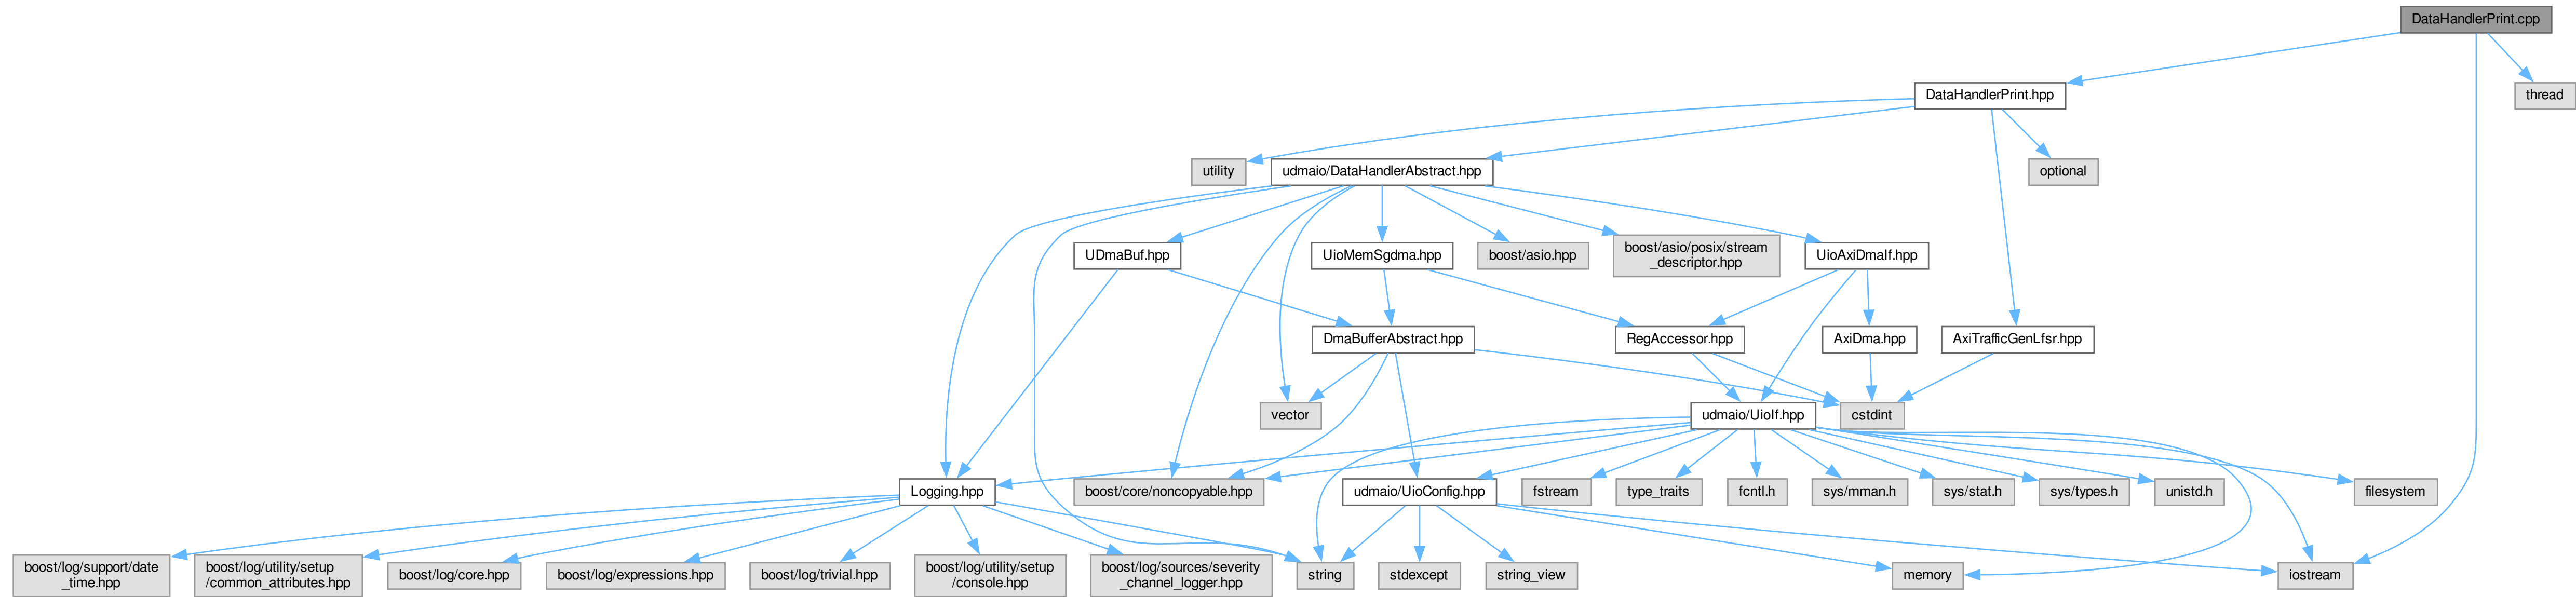 DataHandlerPrint.cpp
DataHandlerPrint.hpp
thread
utility
udmaio/DataHandlerAbstract.hpp
optional
UDmaBuf.hpp
UioMemSgdma.hpp
boost/asio.hpp
boost/asio/posix/stream
_descriptor.hpp
UioAxiDmaIf.hpp
DmaBufferAbstract.hpp
RegAccessor.hpp
AxiDma.hpp
AxiTrafficGenLfsr.hpp
vector
udmaio/UioIf.hpp
cstdint
Logging.hpp
boost/core/noncopyable.hpp
udmaio/UioConfig.hpp
fstream
type_traits
fcntl.h
sys/mman.h
sys/stat.h
sys/types.h
unistd.h
filesystem
boost/log/support/date
_time.hpp
boost/log/utility/setup
/common_attributes.hpp
boost/log/core.hpp
boost/log/expressions.hpp
boost/log/trivial.hpp
boost/log/utility/setup
/console.hpp
boost/log/sources/severity
_channel_logger.hpp
string
stdexcept
string_view
memory
iostream